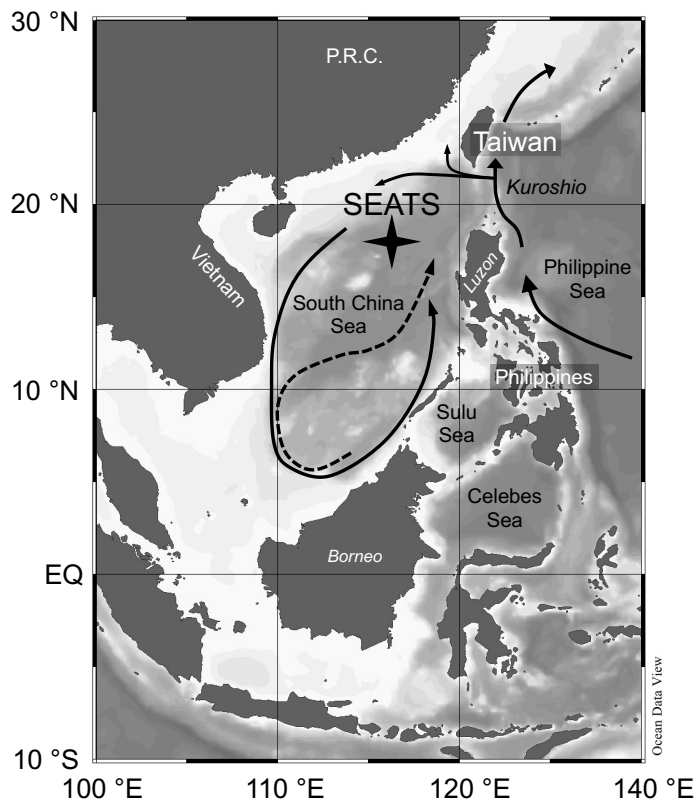 30 °N
P.R.C.
Taiwan
Kuroshio
20 °N
SEATS
Vietnam
Luzon
Philippine
Sea
South China
Sea
10 °N
Philippines
Sulu
Sea
Celebes
Sea
Borneo
EQ
Ocean Data View
10 °S
100 °E
110 °E
120 °E
140 °E